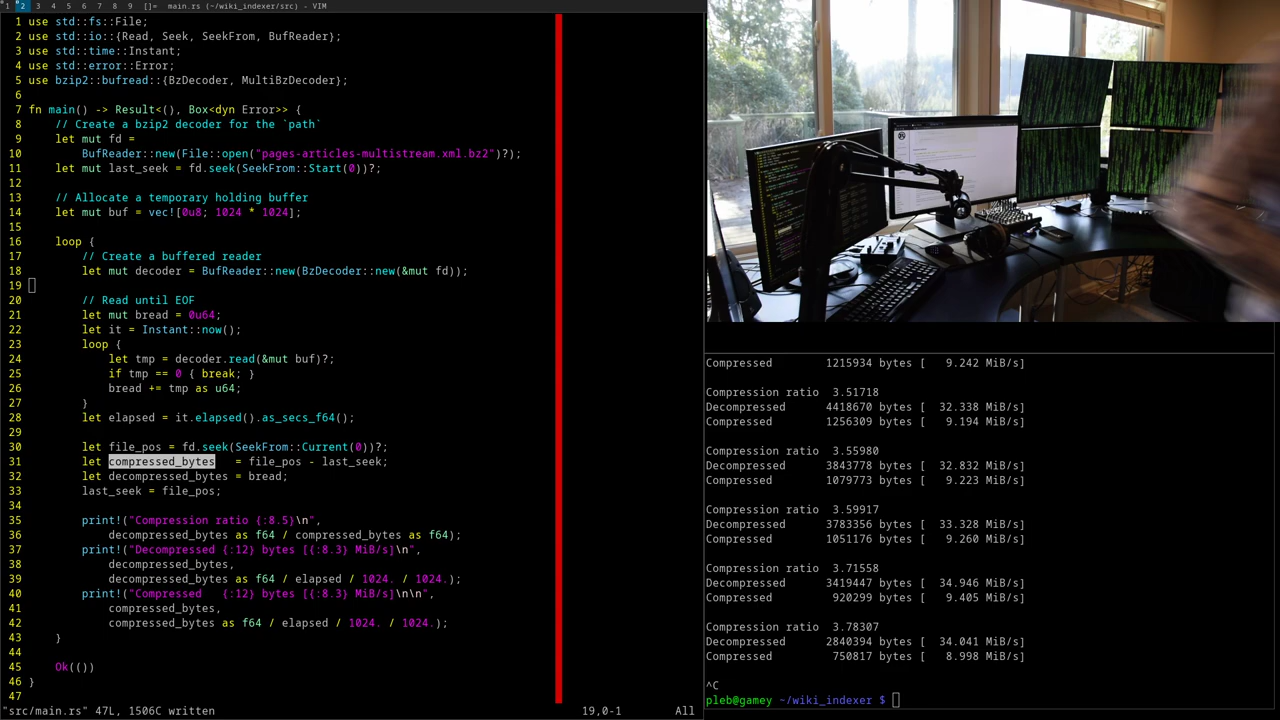 1 2 3 4 5 6 7 8 9 []= main.rs (~/wiki_indexer/src) - VIM
1 use std::fs::File;
2 use std::io::{Read, Seek, SeekFrom, BufReader};
3 use std::time::Instant;
4 use std::error::Error;
5 use bzip2::bufread::{BzDecoder, MultiBzDecoder};
6
7 fn main() -> Result<(), Box<dyn Error>> {
8     // Create a bzip2 decoder for the `path`
9     let mut fd =
10         BufReader::new(File::open("pages-articles-multistream.xml.bz2")?);
11     let mut last_seek = fd.seek(SeekFrom::Start(0))?;
12
13     // Allocate a temporary holding buffer
14     let mut buf = vec![0u8; 1024 * 1024];
15
16     loop {
17         // Create a buffered reader
18         let mut decoder = BufReader::new(BzDecoder::new(&mut fd));
19
20         // Read until EOF
21         let mut bread = 0u64;
22         let it = Instant::now();
23         loop {
24             let tmp = decoder.read(&mut buf)?;
25             if tmp == 0 { break; }
26             bread += tmp as u64;
27         }
28         let elapsed = it.elapsed().as_secs_f64();
29
30         let file_pos = fd.seek(SeekFrom::Current(0))?;
31         let compressed_bytes   = file_pos - last_seek;
32         let decompressed_bytes = bread;
33         last_seek = file_pos;
34
35         print!("Compression ratio {:8.5}\n",
36             decompressed_bytes as f64 / compressed_bytes as f64);
37         print!("Decompressed {:12} bytes [{:8.3} MiB/s]\n",
38             decompressed_bytes,
39             decompressed_bytes as f64 / elapsed / 1024. / 1024.);
40         print!("Compressed   {:12} bytes [{:8.3} MiB/s]\n\n",
41             compressed_bytes,
42             compressed_bytes as f64 / elapsed / 1024. / 1024.);
43     }
44
45     Ok(())
46 }
47
"src/main.rs" 47L, 1506C written 19,0-1 All
Compressed        1215934 bytes [   9.242 MiB/s]
Compression ratio  3.51718
Decompressed      4418670 bytes [  32.338 MiB/s]
Compressed        1256309 bytes [   9.194 MiB/s]
Compression ratio  3.55980
Decompressed      3843778 bytes [  32.832 MiB/s]
Compressed        1079773 bytes [   9.223 MiB/s]
Compression ratio  3.59917
Decompressed      3783356 bytes [  33.328 MiB/s]
Compressed        1051176 bytes [   9.260 MiB/s]
Compression ratio  3.71558
Decompressed      3419447 bytes [  34.946 MiB/s]
Compressed         920299 bytes [   9.405 MiB/s]
Compression ratio  3.78307
Decompressed      2840394 bytes [  34.041 MiB/s]
Compressed         750817 bytes [   8.998 MiB/s]
^C
pleb@gamey ~/wiki_indexer $